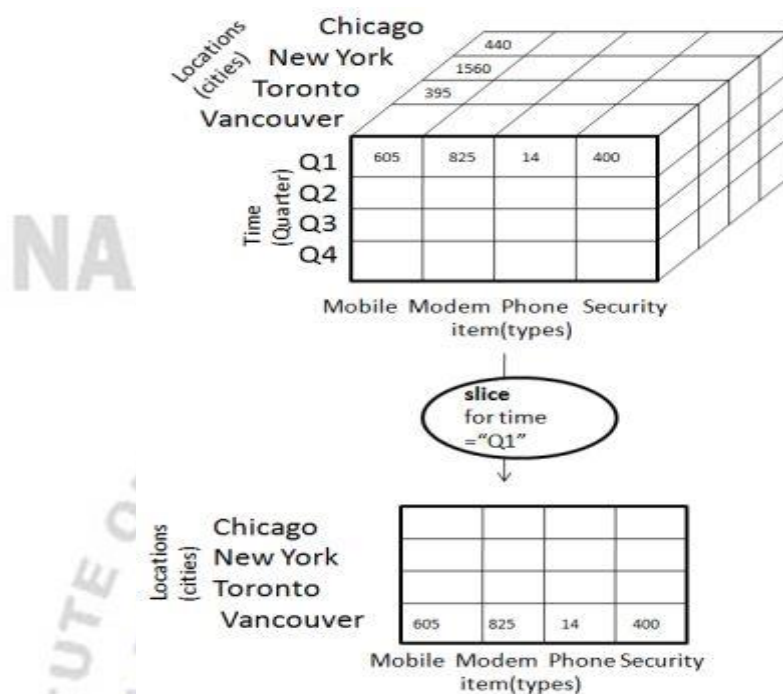 Chicago
New York
Toronto
Vancouver
Locations
(cities)
440
1560
395
Q1
Q2
Q3
Q4
Time
(Quarter)
605 825 14 400
Mobile Modem Phone Security
item(types)
slice
for time
="Q1"
Locations
(cities)
Chicago
New York
Toronto
Vancouver
605 825 14 400
Mobile Modem Phone Security
item(types)
NA
UTE O